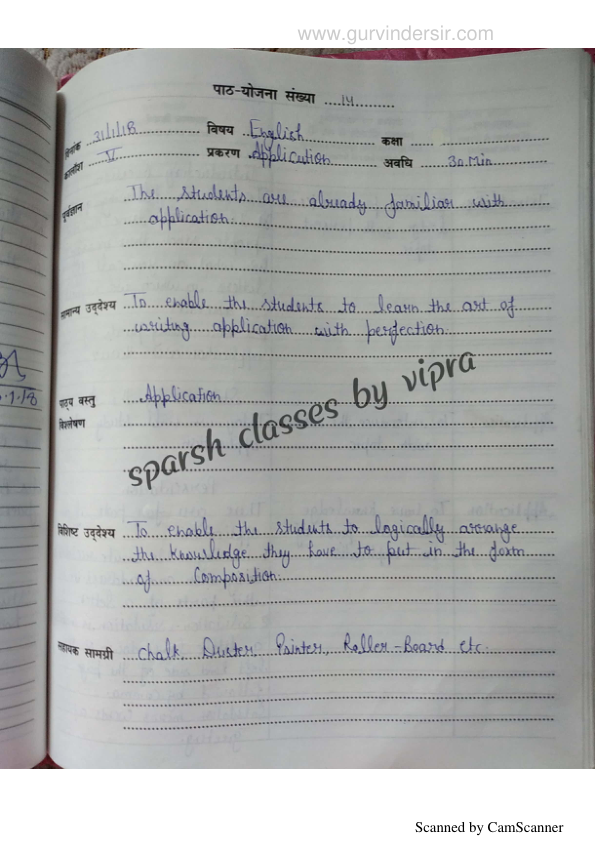 www.gurvindersir.com
पाठ-योजना संख्या ....14..........
दिनांक 31/1/18 विषय English कक्षा
कालांश V प्रकरण Application अवधि 30 Min
पूर्वज्ञान The students are already familiar with
application.
सामान्य उद्देश्य To enable the students to learn the art of
writing application with perfection.
पाठ्य वस्तु Application
विश्लेषण
sparsh classes by vipra
विशिष्ट उद्देश्य To enable the students to logically arrange
the knowledge they have to put in the form
of Composition.
सहायक सामग्री Chalk, Duster, Pointer, Roller-Board etc.
.1.18
Scanned by CamScanner